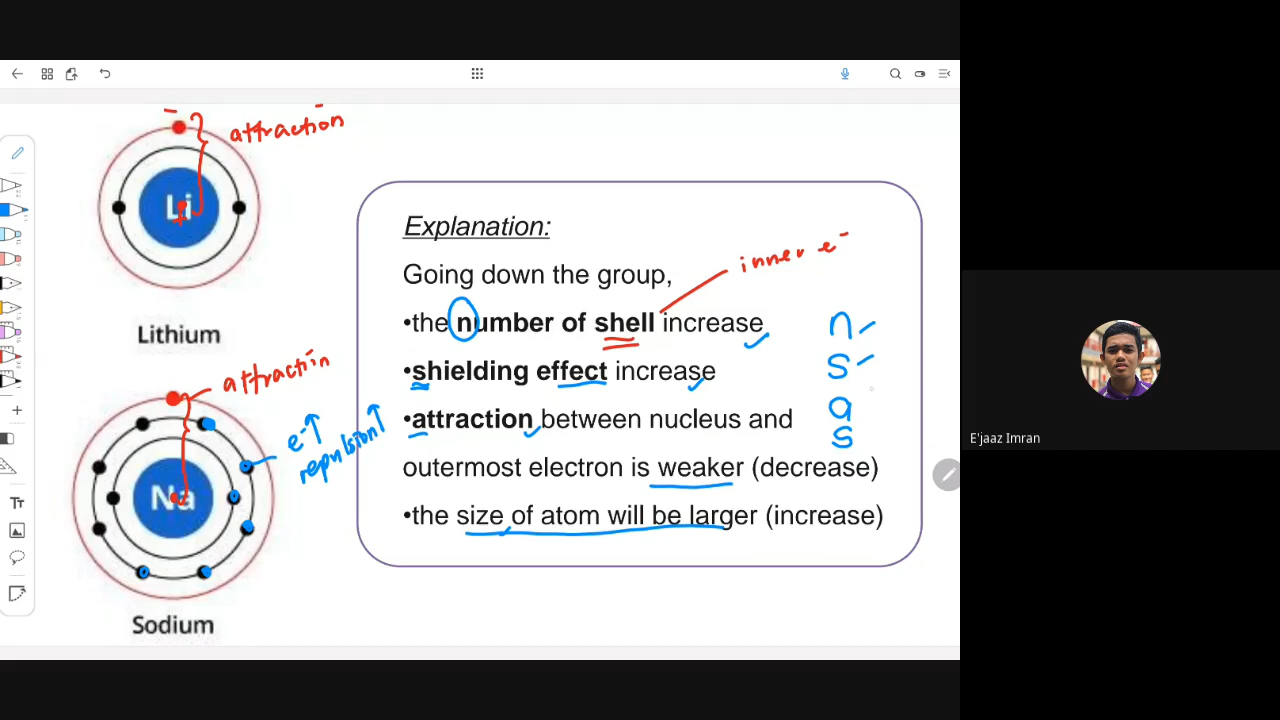 attraction
Li
+
Lithium
attraction
e⁻↑
repulsion↑
Na
Sodium
Explanation:
inner e⁻
Going down the group,
•the number of shell increase
•shielding effect increase
•attraction between nucleus and
outermost electron is weaker (decrease)
•the size of atom will be larger (increase)
n
s
a
s
Tт
E'jaaz Imran